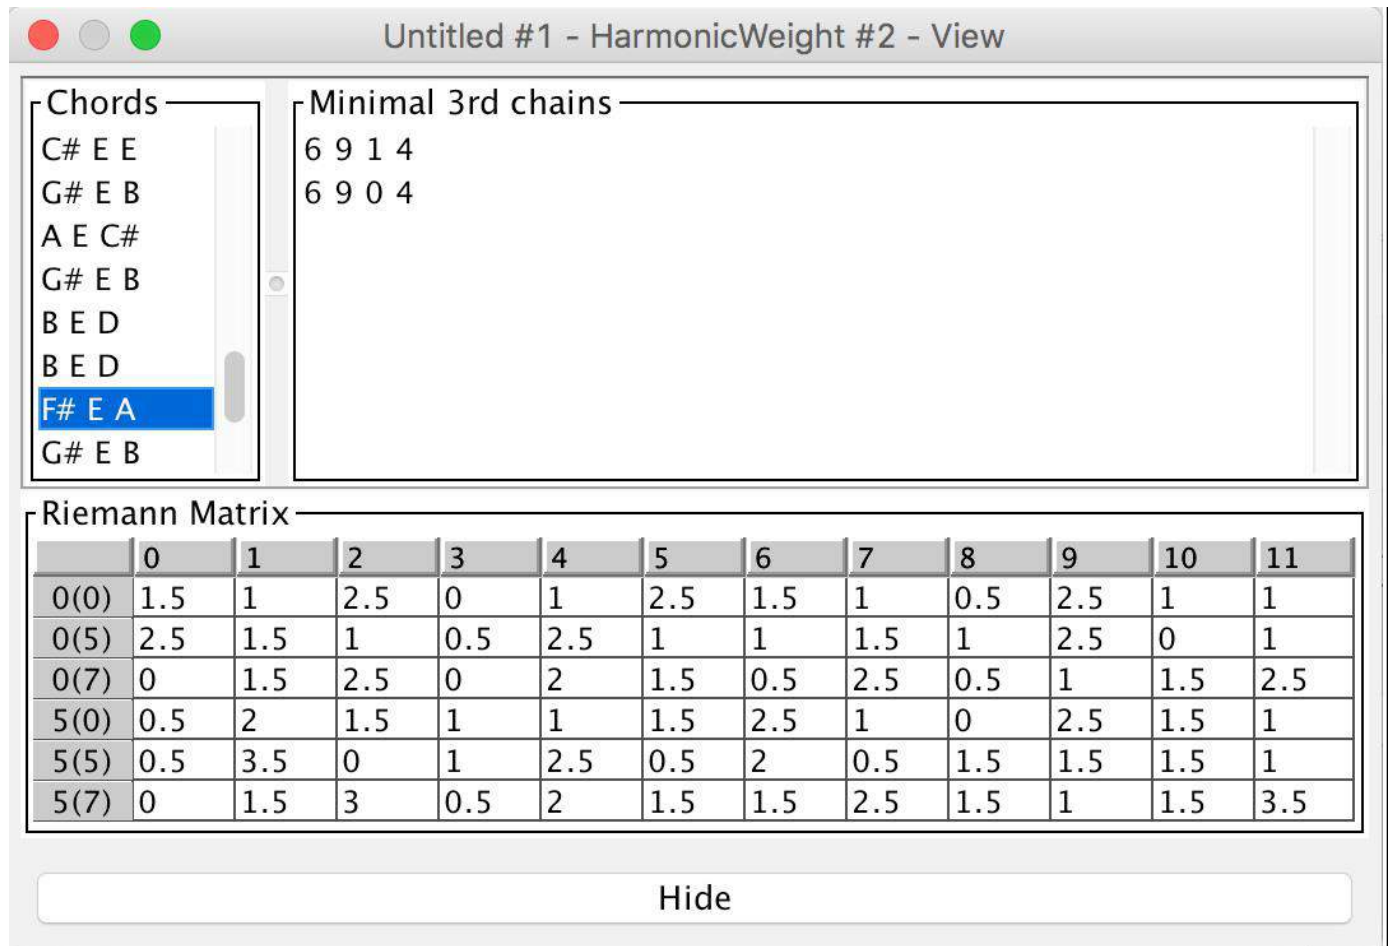 Untitled #1 - HarmonicWeight #2 - View
Chords
C# E E
G# E B
A E C#
G# E B
B E D
B E D
F# E A
G# E B
Minimal 3rd chains
6 9 1 4
6 9 0 4
Riemann Matrix
0 1 2 3 4 5 6 7 8 9 10 11
0(0) 1.5 1 2.5 0 1 2.5 1.5 1 0.5 2.5 1 1
0(5) 2.5 1.5 1 0.5 2.5 1 1 1.5 1 2.5 0 1
0(7) 0 1.5 2.5 0 2 1.5 0.5 2.5 0.5 1 1.5 2.5
5(0) 0.5 2 1.5 1 1 1.5 2.5 1 0 2.5 1.5 1
5(5) 0.5 3.5 0 1 2.5 0.5 2 0.5 1.5 1.5 1.5 1
5(7) 0 1.5 3 0.5 2 1.5 1.5 2.5 1.5 1 1.5 3.5
Hide